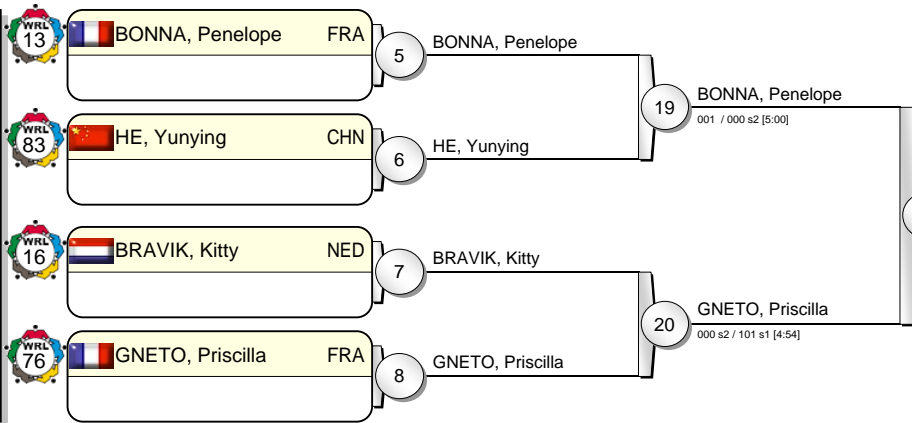 WRL
13
BONNA, Penelope FRA
5
BONNA, Penelope
WRL
83
HE, Yunying CHN
6
HE, Yunying
19
BONNA, Penelope
001 / 000 s2 [5:00]
WRL
16
BRAVIK, Kitty NED
7
BRAVIK, Kitty
WRL
76
GNETO, Priscilla FRA
8
GNETO, Priscilla
20
GNETO, Priscilla
000 s2 / 101 s1 [4:54]